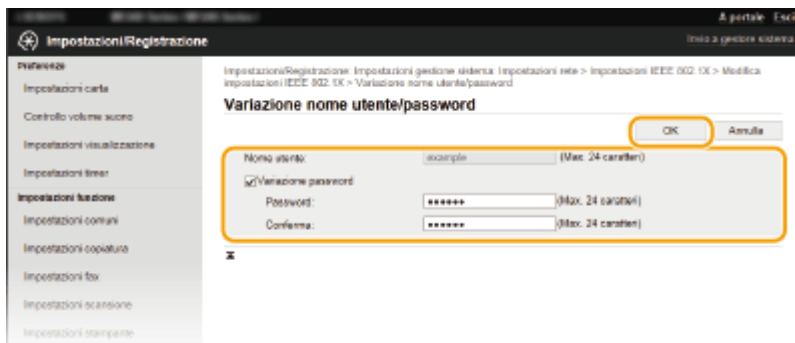 A portale Esci
Impostazioni/Registrazione
Invio a gestore sistema
Preferenze
Impostazioni carta
Controllo volume suono
Impostazioni visualizzazione
Impostazioni timer
Impostazioni funzione
Impostazioni comuni
Impostazioni copiatura
Impostazioni fax
Impostazioni scansione
Impostazioni stampante
Impostazioni/Registrazione: Impostazioni gestione sistema: Impostazioni rete > Impostazioni IEEE 802.1X > Modifica
impostazioni IEEE 802.1X > Variazione nome utente/password
Variazione nome utente/password
OK Annulla
Nome utente: example (Max. 24 caratteri)
Variazione password
Password: •••••• (Max. 24 caratteri)
Conferma: •••••• (Max. 24 caratteri)